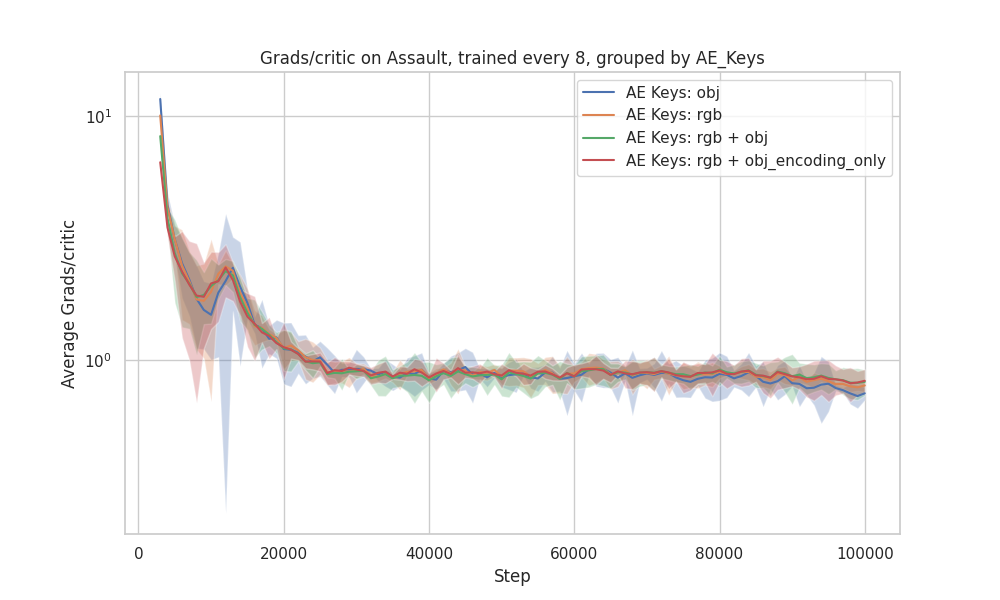 Grads/critic on Assault, trained every 8, grouped by AE_Keys
AE Keys: obj
AE Keys: rgb
AE Keys: rgb + obj
AE Keys: rgb + obj_encoding_only
Average Grads/critic
10¹
10⁰
0 20000 40000 60000 80000 100000
Step